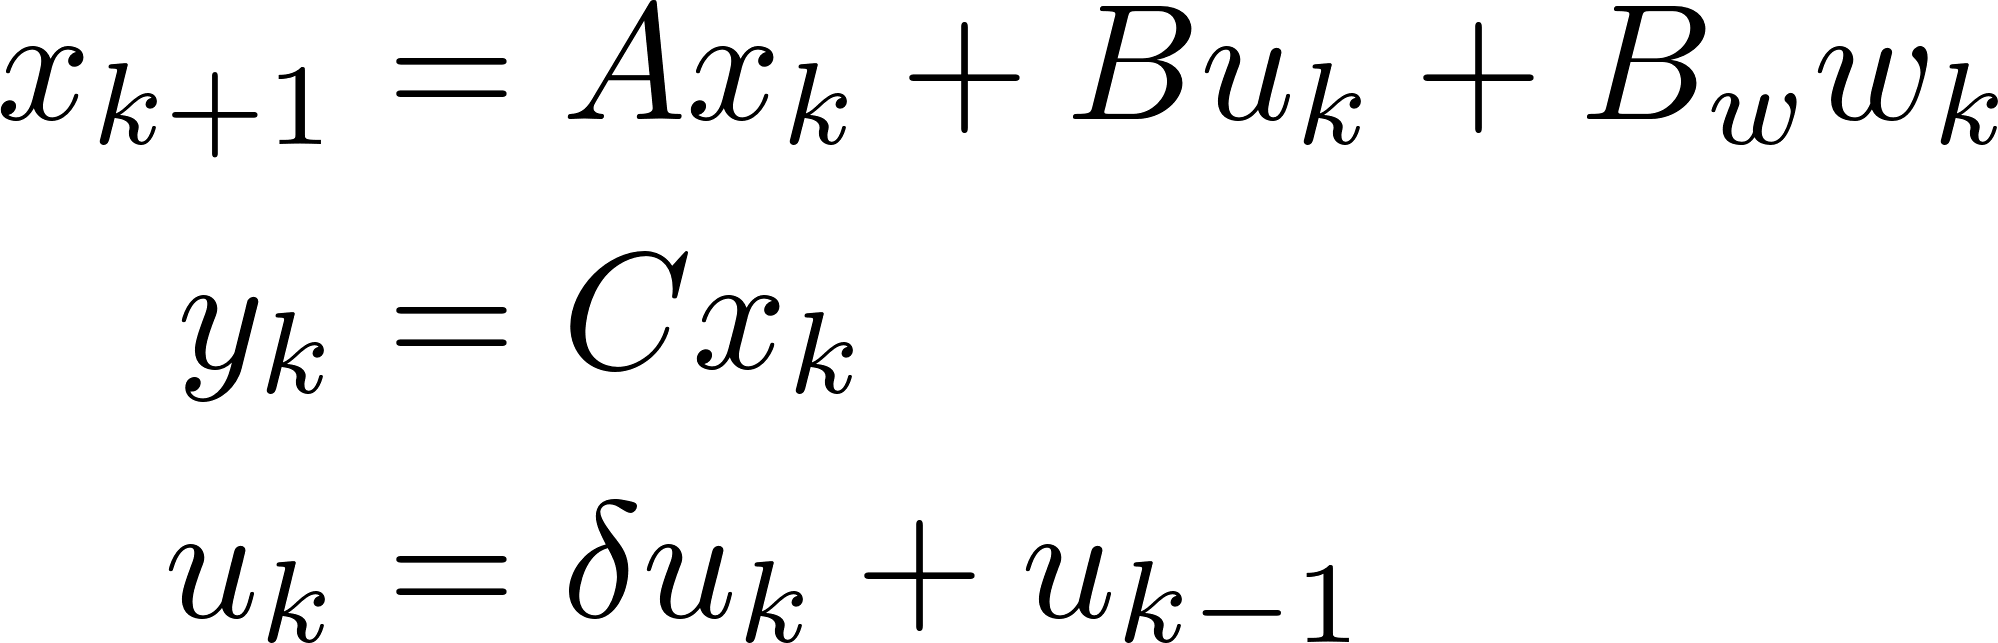 x_{k+1} = Ax_k + Bu_k + B_w w_k
y_k = Cx_k
u_k = δu_k + u_{k−1}